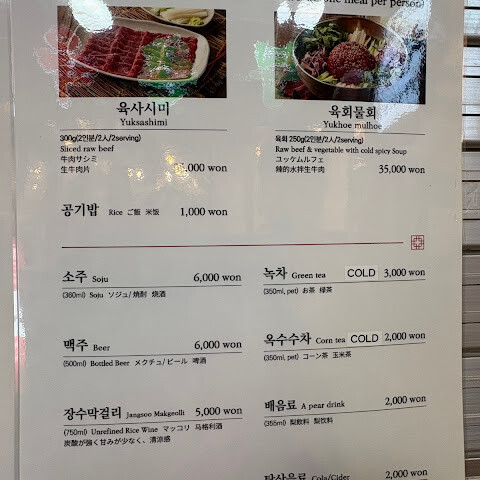 one meal per person)
육사시미
Yuksashimi
300g(2인분/2人/2serving)
Sliced raw beef
牛肉サシミ
生牛肉片
,000 won
육회물회
Yukhoe mulhoe
육회 250g(2인분/2人/2serving)
Raw beef & vegetable with cold spicy Soup
ユッケムルフェ
辣的水拌生牛肉
35,000 won
공기밥 Rice ご飯 米饭 1,000 won
소주 Soju 6,000 won
(360ml) Soju ソジュ/ 焼酎 烧酒
맥주 Beer 6,000 won
(500ml) Bottled Beer メクチュ/ ビール 啤酒
장수막걸리 Jangsoo Makgeolli 5,000 won
(750ml) Unrefined Rice Wine マッコリ 马格利酒
炭酸が強く甘みが少なく、清涼感
녹차 Green tea COLD 3,000 won
(350ml, pet) お茶 绿茶
옥수수차 Corn tea COLD 2,000 won
(350ml, pet) コーン茶 玉米茶
배음료 A pear drink 2,000 won
(355ml) 梨飲料 梨饮料
탄산음료 Cola/Cider 2,000 won